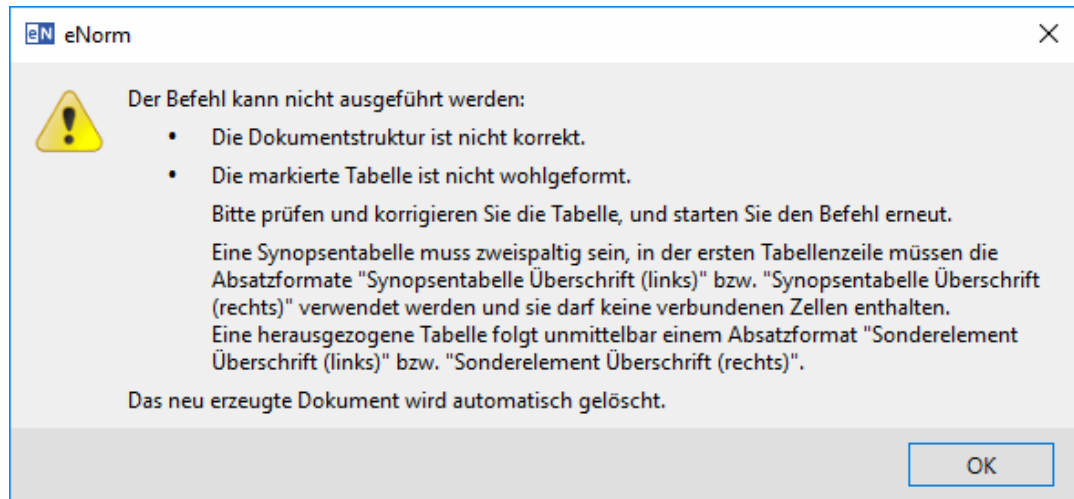 eN eNorm
Der Befehl kann nicht ausgeführt werden:
• Die Dokumentstruktur ist nicht korrekt.
• Die markierte Tabelle ist nicht wohlgeformt.
Bitte prüfen und korrigieren Sie die Tabelle, und starten Sie den Befehl erneut.
Eine Synopsentabelle muss zweispaltig sein, in der ersten Tabellenzeile müssen die
Absatzformate "Synopsentabelle Überschrift (links)" bzw. "Synopsentabelle Überschrift
(rechts)" verwendet werden und sie darf keine verbundenen Zellen enthalten.
Eine herausgezogene Tabelle folgt unmittelbar einem Absatzformat "Sonderelement
Überschrift (links)" bzw. "Sonderelement Überschrift (rechts)".
Das neu erzeugte Dokument wird automatisch gelöscht.
OK